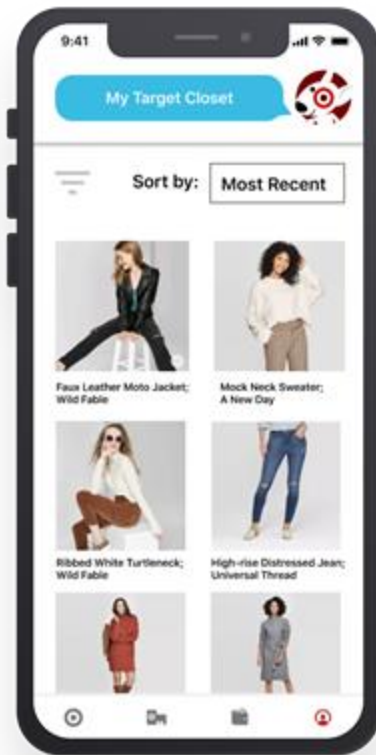 9:41
My Target Closet
Sort by:
Most Recent
Faux Leather Moto Jacket;
Wild Fable
Mock Neck Sweater;
A New Day
Ribbed White Turtleneck;
Wild Fable
High-rise Distressed Jean;
Universal Thread